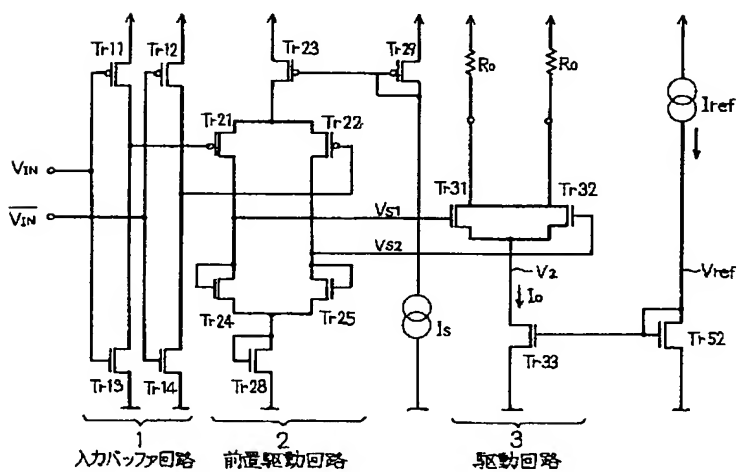 Tr11
Tr12
Tr23
Tr29
Ro
Ro
Iref
Tr21
Tr22
VIN
VIN
Tr31
Tr32
VS1
VS2
V2
Io
Vref
Tr24
Tr25
Is
Tr13
Tr14
Tr28
Tr33
Tr52
1
2
3
入力バッファ回路
前置駆動回路
駆動回路